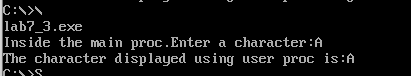 C:\>\
lab7_3.exe
Inside the main proc.Enter a character:A
The character displayed using user proc is:A
C:\>S